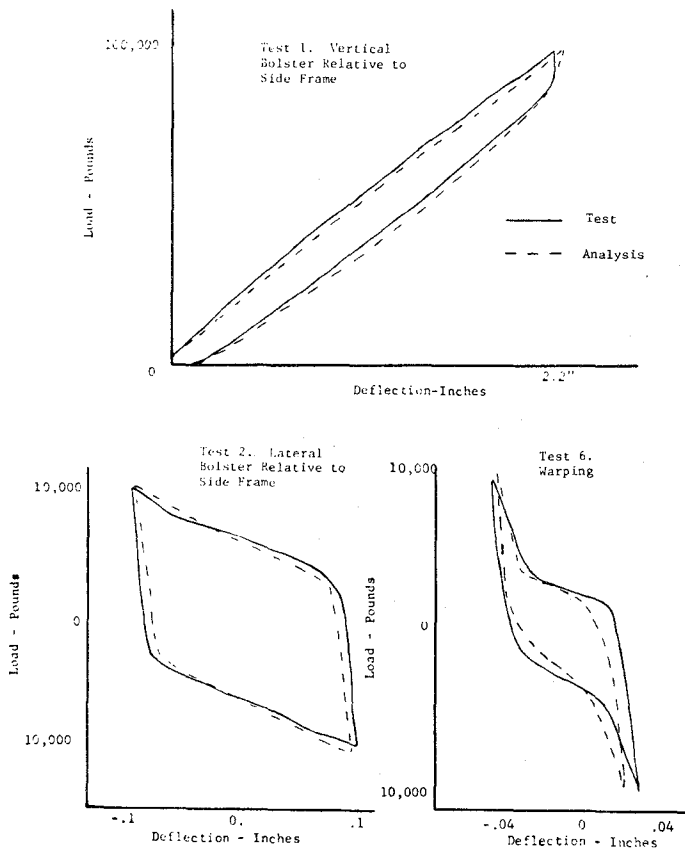 100,000
Test 1. Vertical
Bolster Relative to
Side Frame
Load - Pounds
Test
Analysis
0
2.2"
Deflection-Inches
Test 2. Lateral
Bolster Relative to
Side Frame
10,000
Load - Pounds
0
10,000
-.1
0.
.1
Deflection - Inches
Test 6.
Warping
10,000
Load - Pounds
0
10,000
-.04
0
.04
Deflection - Inches